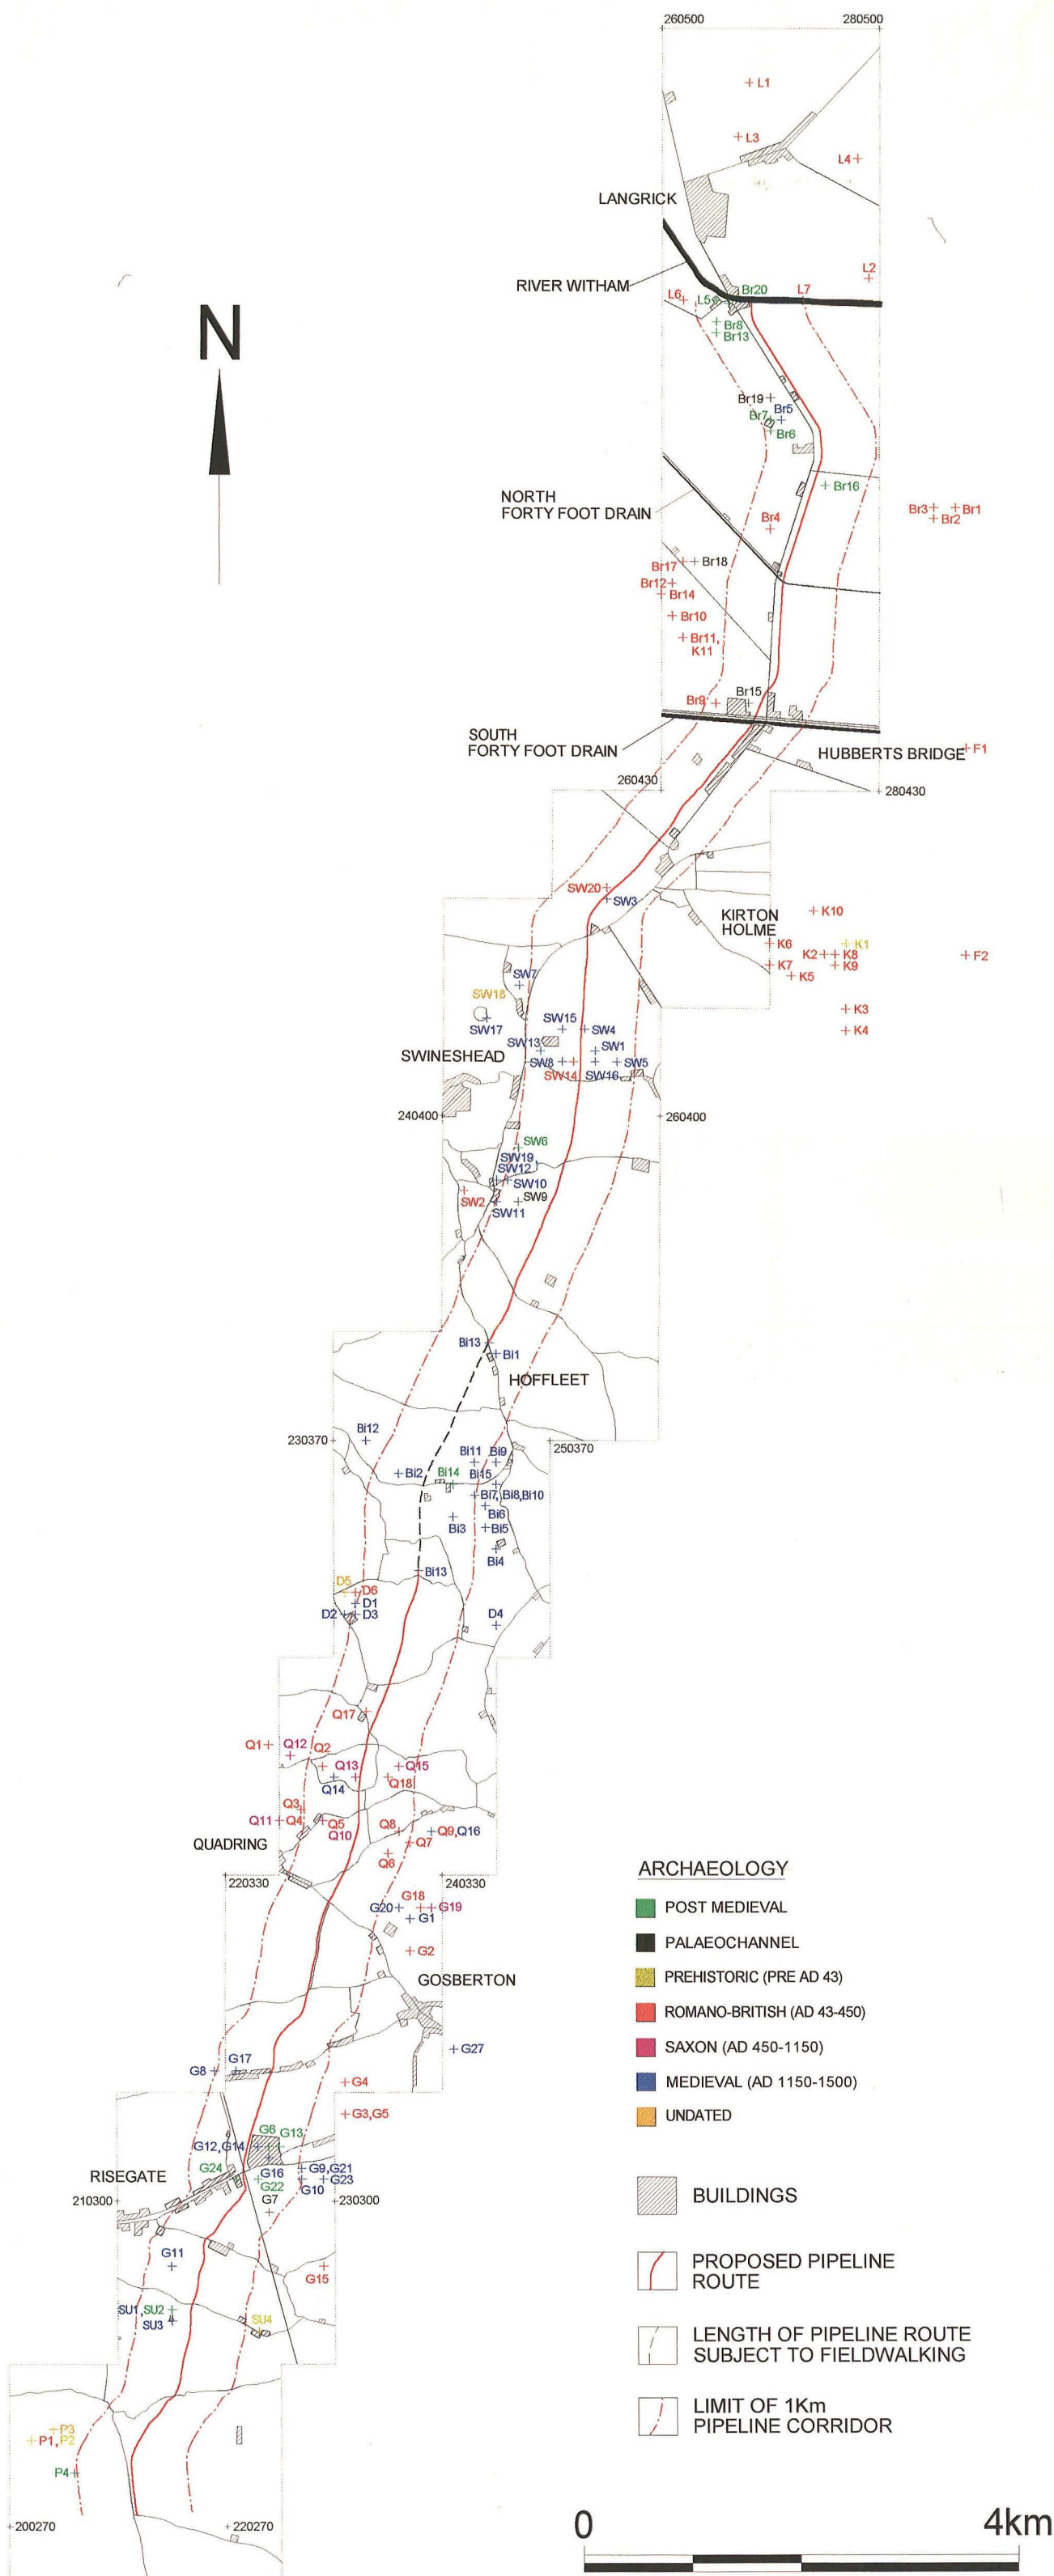 260500
280500
L1
L3
L4
LANGRICK
L2
RIVER WITHAM
L6
L5
Br20
L7
Br8
Br13
N
Br19
Br5
Br7
Br6
Br16
NORTH
FORTY FOOT DRAIN
Br3
Br1
Br2
Br4
Br17
Br18
Br12
Br14
Br10
Br11,
K11
Br9
Br15
SOUTH
FORTY FOOT DRAIN
HUBBERTS BRIDGE
F1
260430
280430
SW20
SW3
KIRTON
HOLME
K10
K6
K1
K2
K8
F2
K7
K9
K5
K3
K4
SW7
SW18
SW17
SW15
SW4
SW13
SW1
SWINESHEAD
SW8
SW5
SW14
SW16
240400
260400
SW6
SW19,
SW12
SW10
SW2
SW9
SW11
Bi13
Bi1
HOFFLEET
Bi12
230370
250370
Bi11
Bi9
Bi2
Bi14
Bi15
Bi7, Bi8,Bi10
Bi6
Bi3
Bi5
Bi4
Bi13
D5
D6
D1
D2
D3
D4
Q17
Q1
Q12
Q2
Q13
Q15
Q14
Q18
Q3
Q11
Q4
Q5
Q10
Q8
Q9,Q16
Q7
QUADRING
Q6
220330
240330
G18
G20
G19
G1
G2
GOSBERTON
G17
G8
G27
G4
G3,G5
G6
G13
G12,G14
G24
G16
G9,G21
RISEGATE
G22
G23
G10
G7
210300
230300
G11
G15
SU1,SU2
SU3
SU4
P3
P1,P2
P4
200270
220270
ARCHAEOLOGY
POST MEDIEVAL
PALAEOCHANNEL
PREHISTORIC (PRE AD 43)
ROMANO-BRITISH (AD 43-450)
SAXON (AD 450-1150)
MEDIEVAL (AD 1150-1500)
UNDATED
BUILDINGS
PROPOSED PIPELINE
ROUTE
LENGTH OF PIPELINE ROUTE
SUBJECT TO FIELDWALKING
LIMIT OF 1Km
PIPELINE CORRIDOR
0
4km